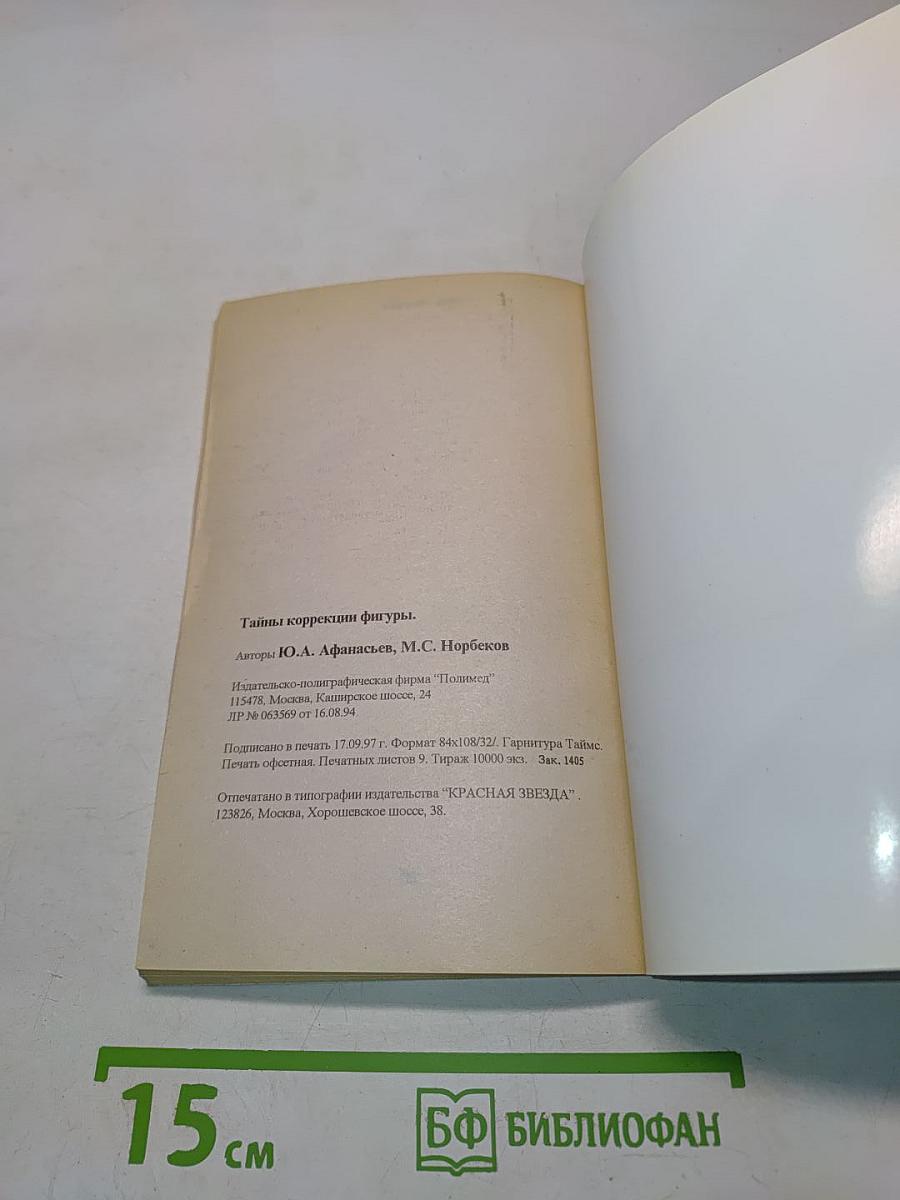 Тайны коррекции фигуры.
Авторы Ю.А. Афанасьев, М.С. Норбеков
Издательско-полиграфическая фирма “Полимед”
115478, Москва, Каширское шоссе, 24
ЛР № 063569 от 16.08.94
Подписано в печать 17.09.97 г. Формат 84х108/32/. Гарнитура Таймс.
Печать офсетная. Печатных листов 9. Тираж 10000 экз. Зак. 1405
Отпечатано в типографии издательства “КРАСНАЯ ЗВЕЗДА”.
123826, Москва, Хорошевское шоссе, 38.
15 см
БФ БИБЛИОФАН